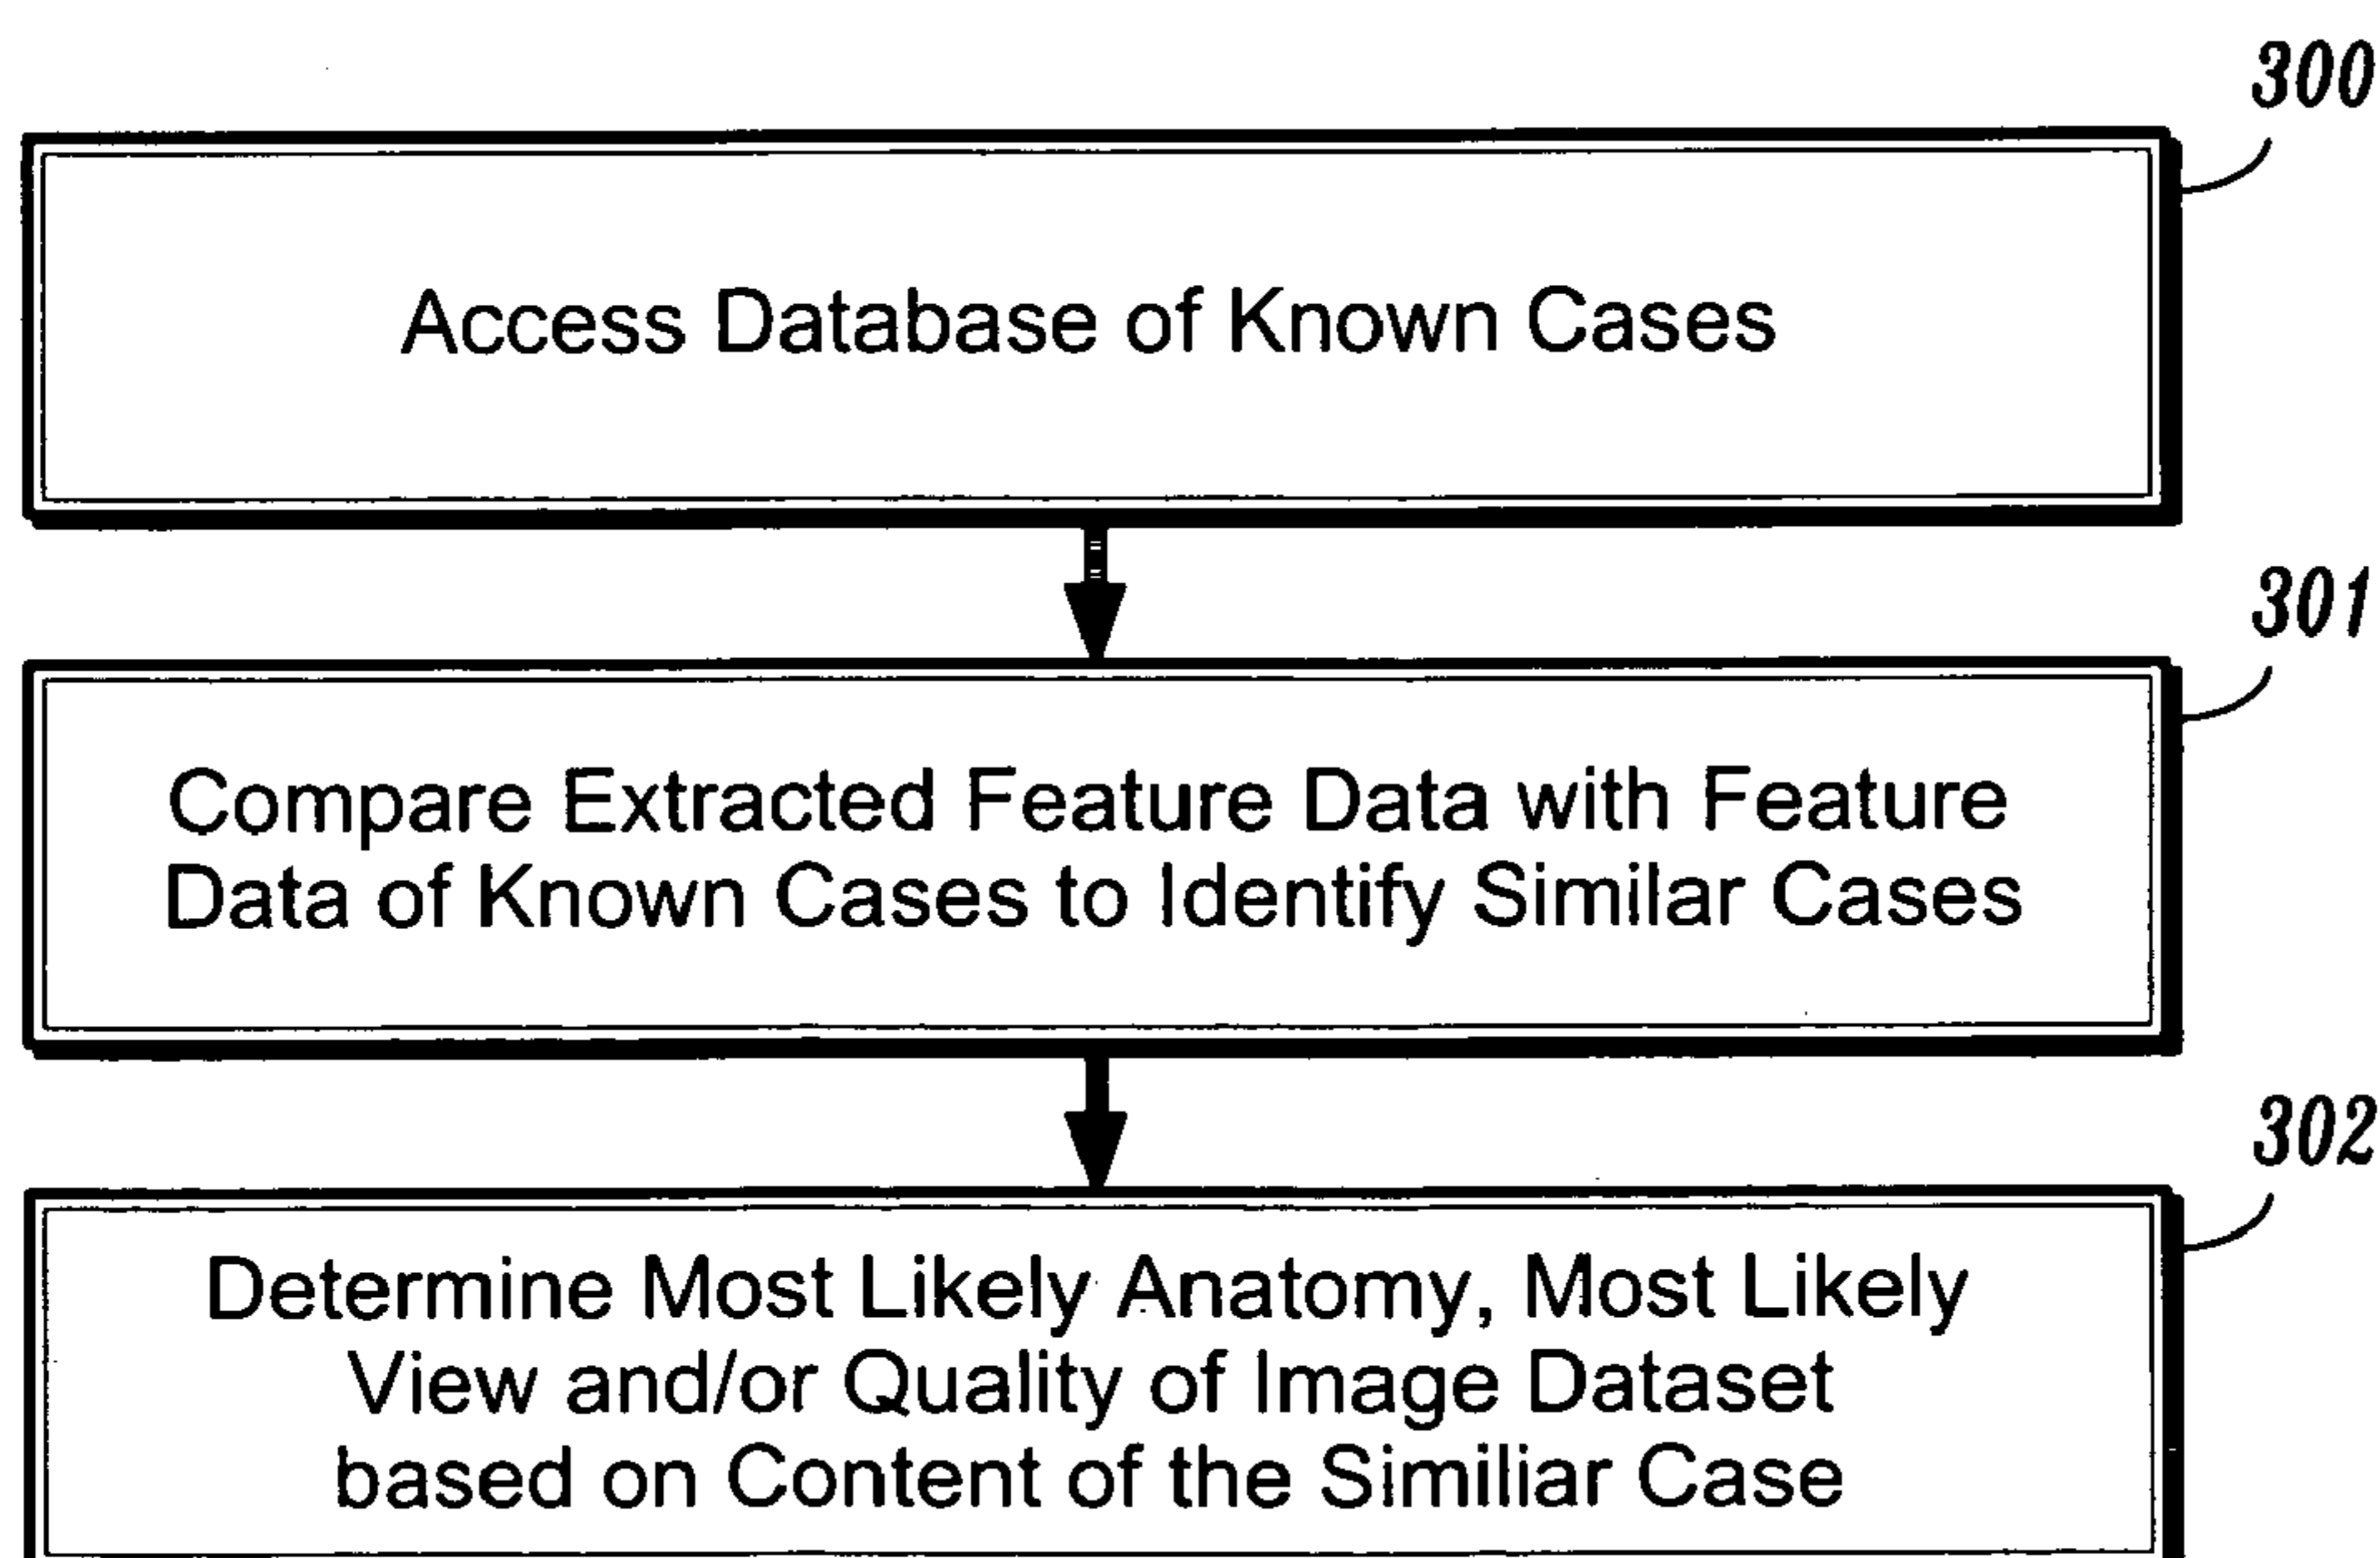 300
Access Database of Known Cases
301
Compare Extracted Feature Data with Feature
Data of Known Cases to Identify Similar Cases
302
Determine Most Likely Anatomy, Most Likely
View and/or Quality of Image Dataset
based on Content of the Similiar Case